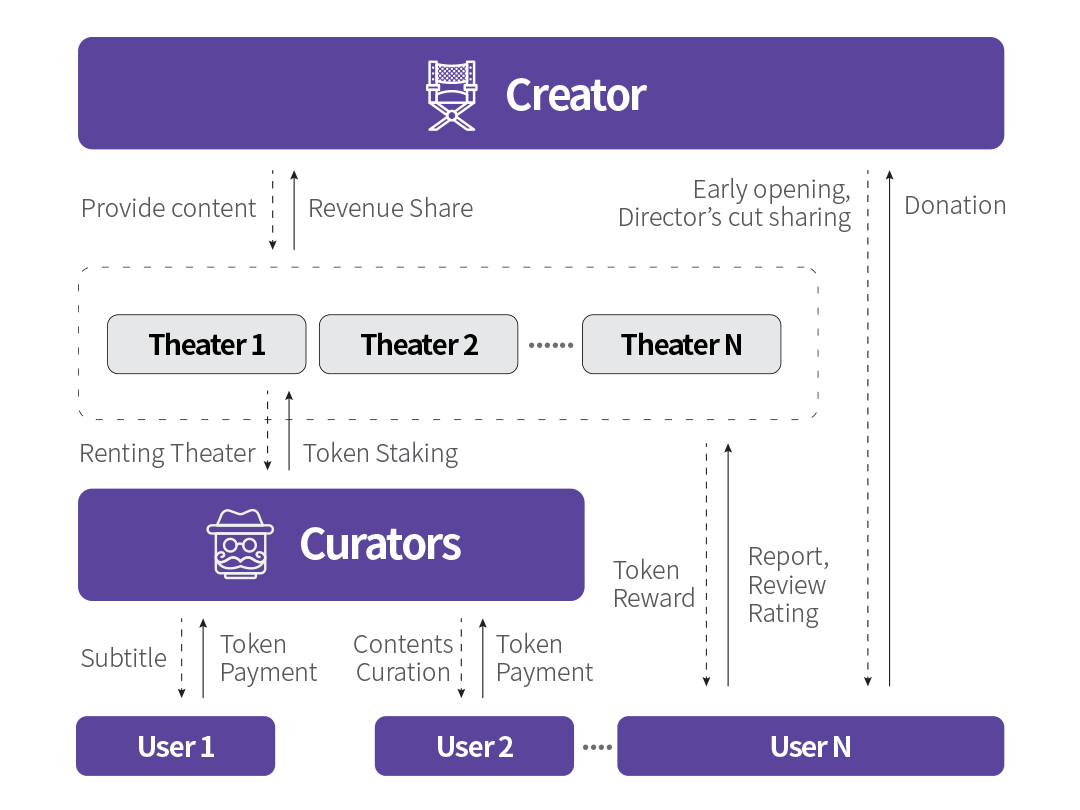 Creator
Provide content
Revenue Share
Early opening,
Director's cut sharing
Donation
Theater 1
Theater 2
······
Theater N
Renting Theater
Token Staking
Curators
Token
Reward
Report,
Review
Rating
Subtitle
Token
Payment
Contents
Curation
Token
Payment
User 1
User 2
····
User N